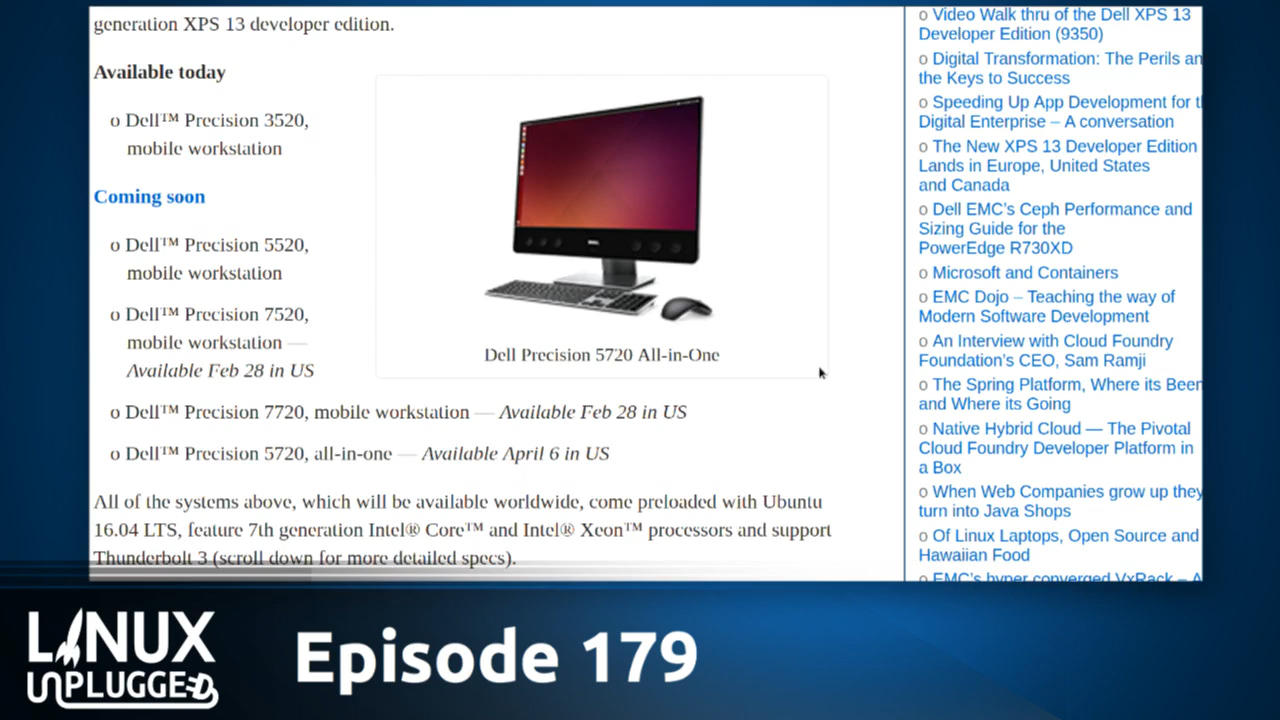 generation XPS 13 developer edition.
Available today
o Dell™ Precision 3520,
mobile workstation
Coming soon
o Dell™ Precision 5520,
mobile workstation
o Dell™ Precision 7520,
mobile workstation —
Available Feb 28 in US
DELL
Dell Precision 5720 All-in-One
o Dell™ Precision 7720, mobile workstation — Available Feb 28 in US
o Dell™ Precision 5720, all-in-one — Available April 6 in US
All of the systems above, which will be available worldwide, come preloaded with Ubuntu
16.04 LTS, feature 7th generation Intel® Core™ and Intel® Xeon™ processors and support
Thunderbolt 3 (scroll down for more detailed specs).
o Video Walk thru of the Dell XPS 13
Developer Edition (9350)
o Digital Transformation: The Perils an
the Keys to Success
o Speeding Up App Development for t
Digital Enterprise – A conversation
o The New XPS 13 Developer Edition
Lands in Europe, United States
and Canada
o Dell EMC's Ceph Performance and
Sizing Guide for the
PowerEdge R730XD
o Microsoft and Containers
o EMC Dojo – Teaching the way of
Modern Software Development
o An Interview with Cloud Foundry
Foundation's CEO, Sam Ramji
o The Spring Platform, Where its Been
and Where its Going
o Native Hybrid Cloud — The Pivotal
Cloud Foundry Developer Platform in
a Box
o When Web Companies grow up they
turn into Java Shops
o Of Linux Laptops, Open Source and
Hawaiian Food
o EMC's hyper converged VxRack – A
LINUX
UNPLUGGED
Episode 179